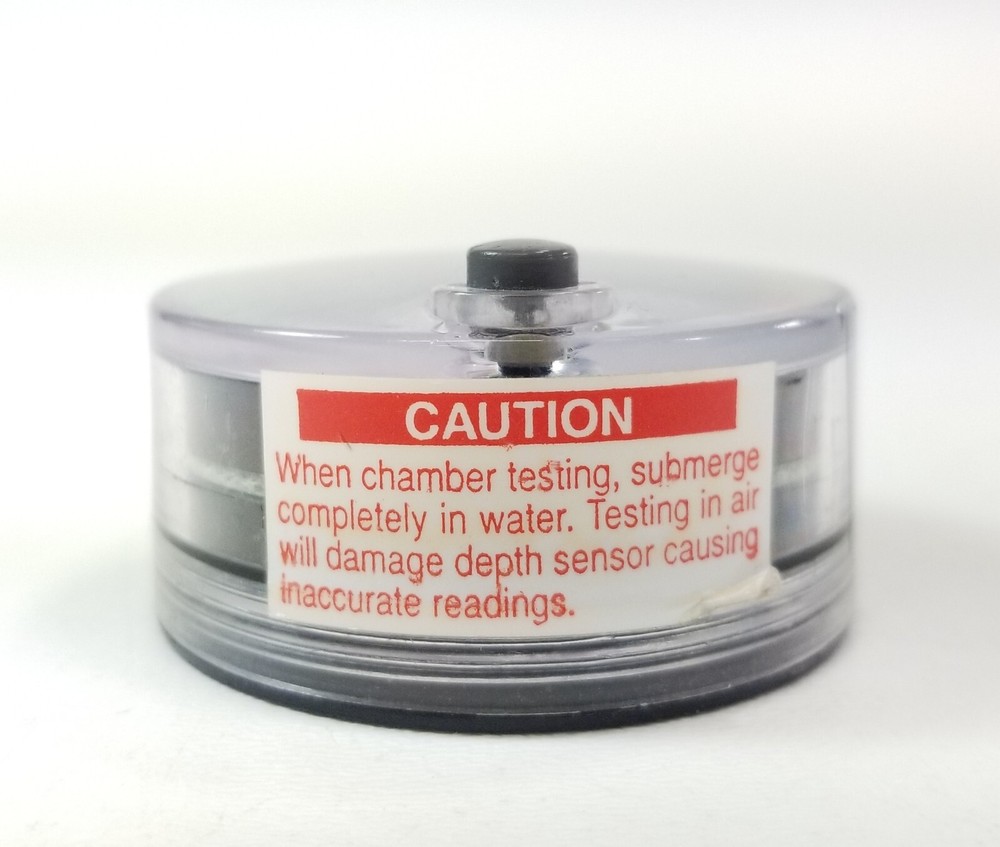 CAUTION
When chamber testing, submerge
completely in water. Testing in air
will damage depth sensor causing
inaccurate readings.